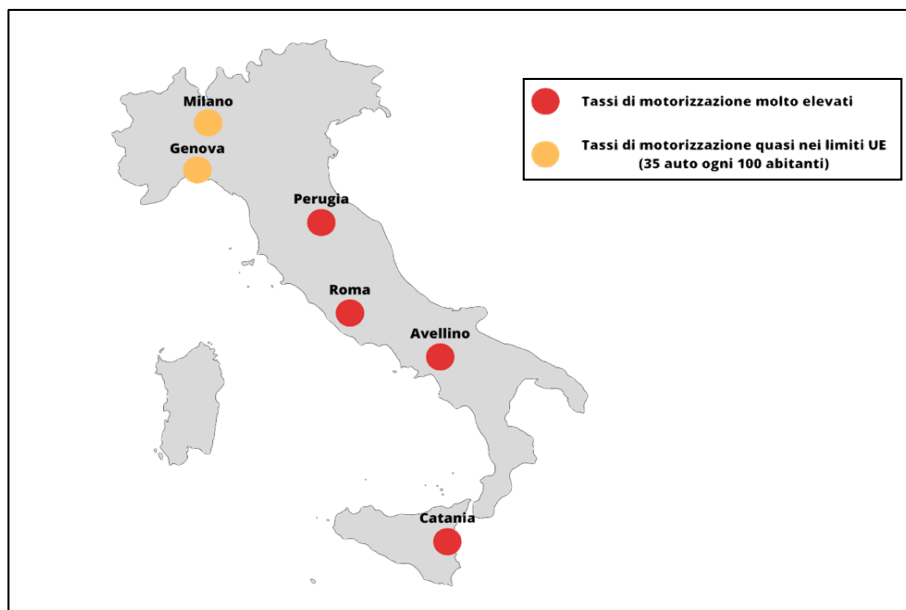 Milano
Genova
Perugia
Roma
Avellino
Catania
Tassi di motorizzazione molto elevati
Tassi di motorizzazione quasi nei limiti UE
(35 auto ogni 100 abitanti)